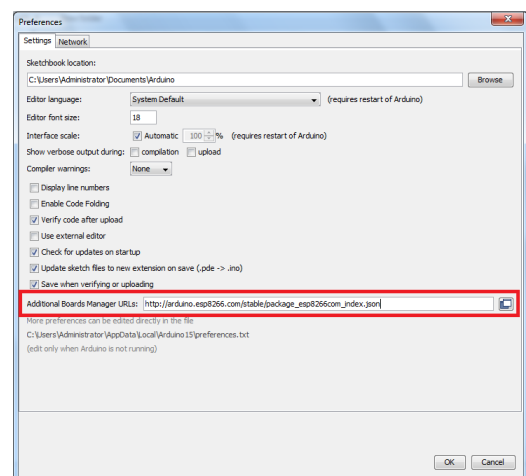 Preferences
Settings Network
Sketchbook location:
C:\Users\Administrator\Documents\Arduino Browse
Editor language: System Default (requires restart of Arduino)
Editor font size: 18
Interface scale: Automatic 100 % (requires restart of Arduino)
Show verbose output during: compilation upload
Compiler warnings: None
Display line numbers
Enable Code Folding
Verify code after upload
Use external editor
Check for updates on startup
Update sketch files to new extension on save (.pde -> .ino)
Save when verifying or uploading
Additional Boards Manager URLs: http://arduino.esp8266.com/stable/package_esp8266com_index.json
More preferences can be edited directly in the file
C:\Users\Administrator\AppData\Local\Arduino15\preferences.txt
(edit only when Arduino is not running)
OK Cancel